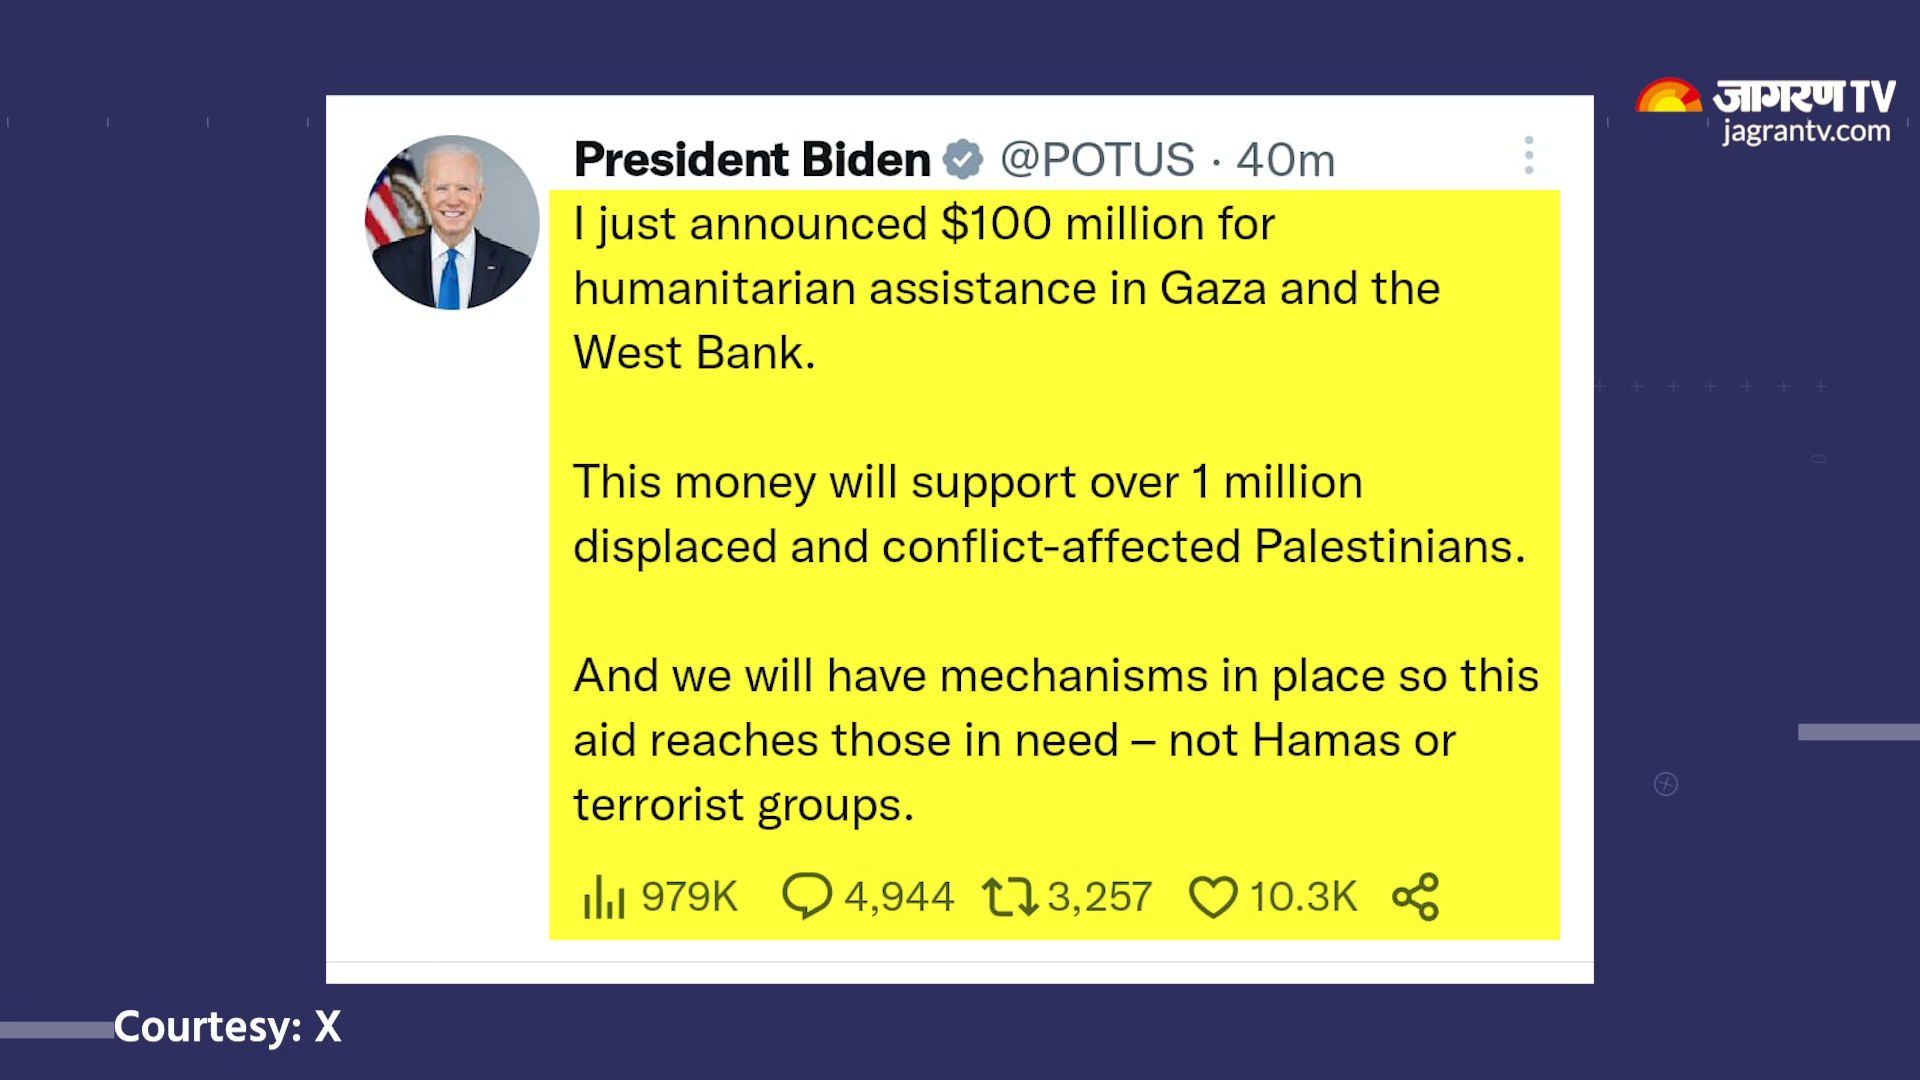 जागरण TV
jagrantv.com
President Biden @POTUS · 40m
I just announced $100 million for
humanitarian assistance in Gaza and the
West Bank.
This money will support over 1 million
displaced and conflict-affected Palestinians.
And we will have mechanisms in place so this
aid reaches those in need – not Hamas or
terrorist groups.
979K 4,944 3,257 10.3K
Courtesy: X